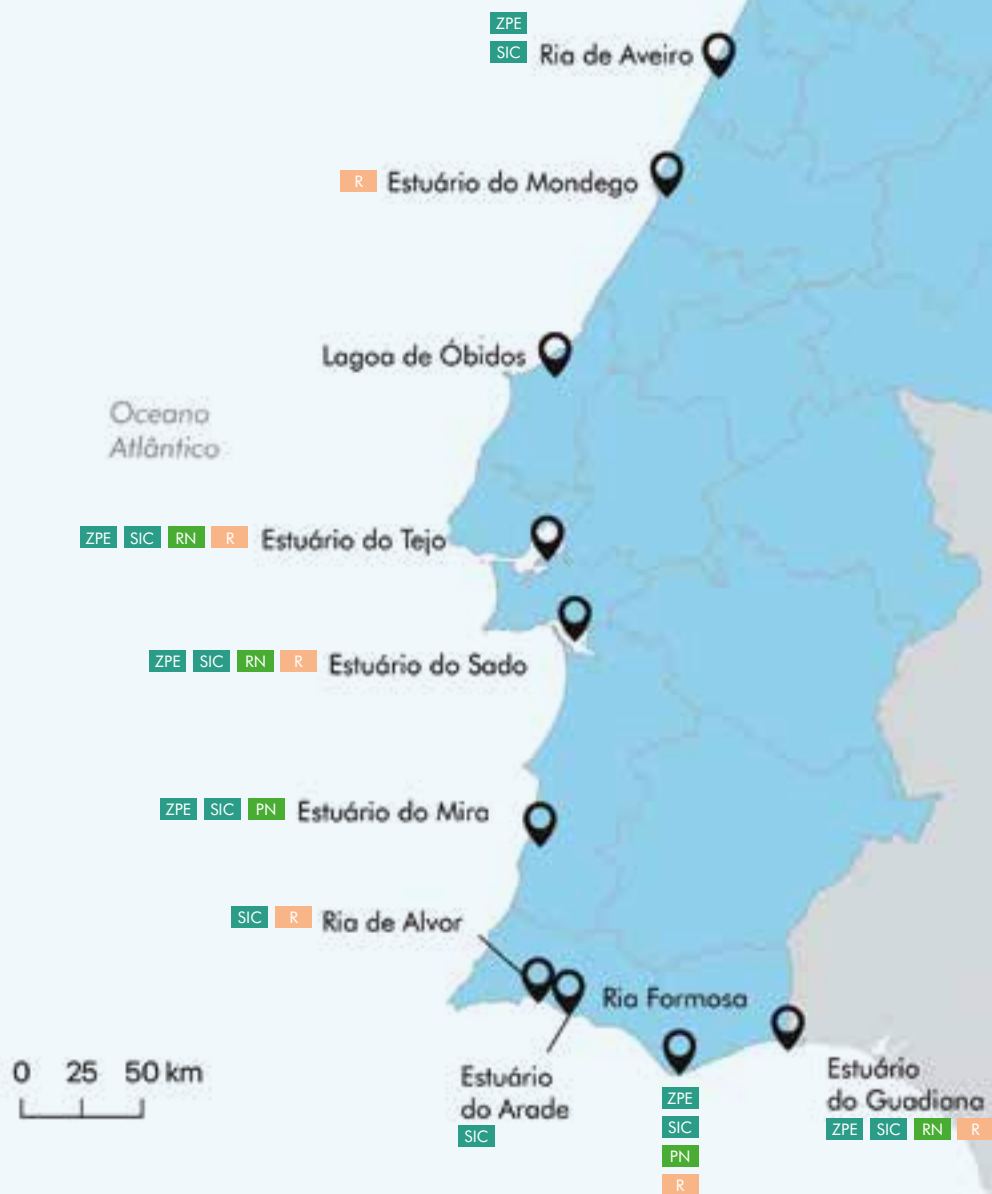 ZPE
SIC Ria de Aveiro
R Estuário do Mondego
Lagoa de Óbidos
Oceano
Atlântico
ZPE SIC RN R Estuário do Tejo
ZPE SIC RN R Estuário do Sado
ZPE SIC PN Estuário do Mira
SIC R Ria de Alvor
Ria Formosa
0 25 50 km
Estuário
do Arade
SIC
ZPE
SIC
PN
R
Estuário
do Guadiana
ZPE SIC RN R